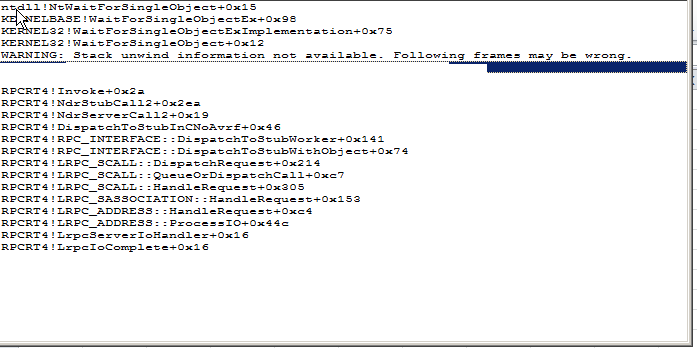 ntdll!NtWaitForSingleObject+0x15
KERNELBASE!WaitForSingleObjectEx+0x98
KERNEL32!WaitForSingleObjectExImplementation+0x75
KERNEL32!WaitForSingleObject+0x12
WARNING: Stack unwind information not available. Following frames may be wrong.
RPCRT4!Invoke+0x2a
RPCRT4!NdrStubCall2+0x2ea
RPCRT4!NdrServerCall2+0x19
RPCRT4!DispatchToStubInCNoAvrf+0x46
RPCRT4!RPC_INTERFACE::DispatchToStubWorker+0x141
RPCRT4!RPC_INTERFACE::DispatchToStubWithObject+0x74
RPCRT4!LRPC_SCALL::DispatchRequest+0x214
RPCRT4!LRPC_SCALL::QueueOrDispatchCall+0xc7
RPCRT4!LRPC_SCALL::HandleRequest+0x305
RPCRT4!LRPC_SASSOCIATION::HandleRequest+0x153
RPCRT4!LRPC_ADDRESS::HandleRequest+0xc4
RPCRT4!LRPC_ADDRESS::ProcessIO+0x44c
RPCRT4!LrpcServerIoHandler+0x16
RPCRT4!LrpcIoComplete+0x16